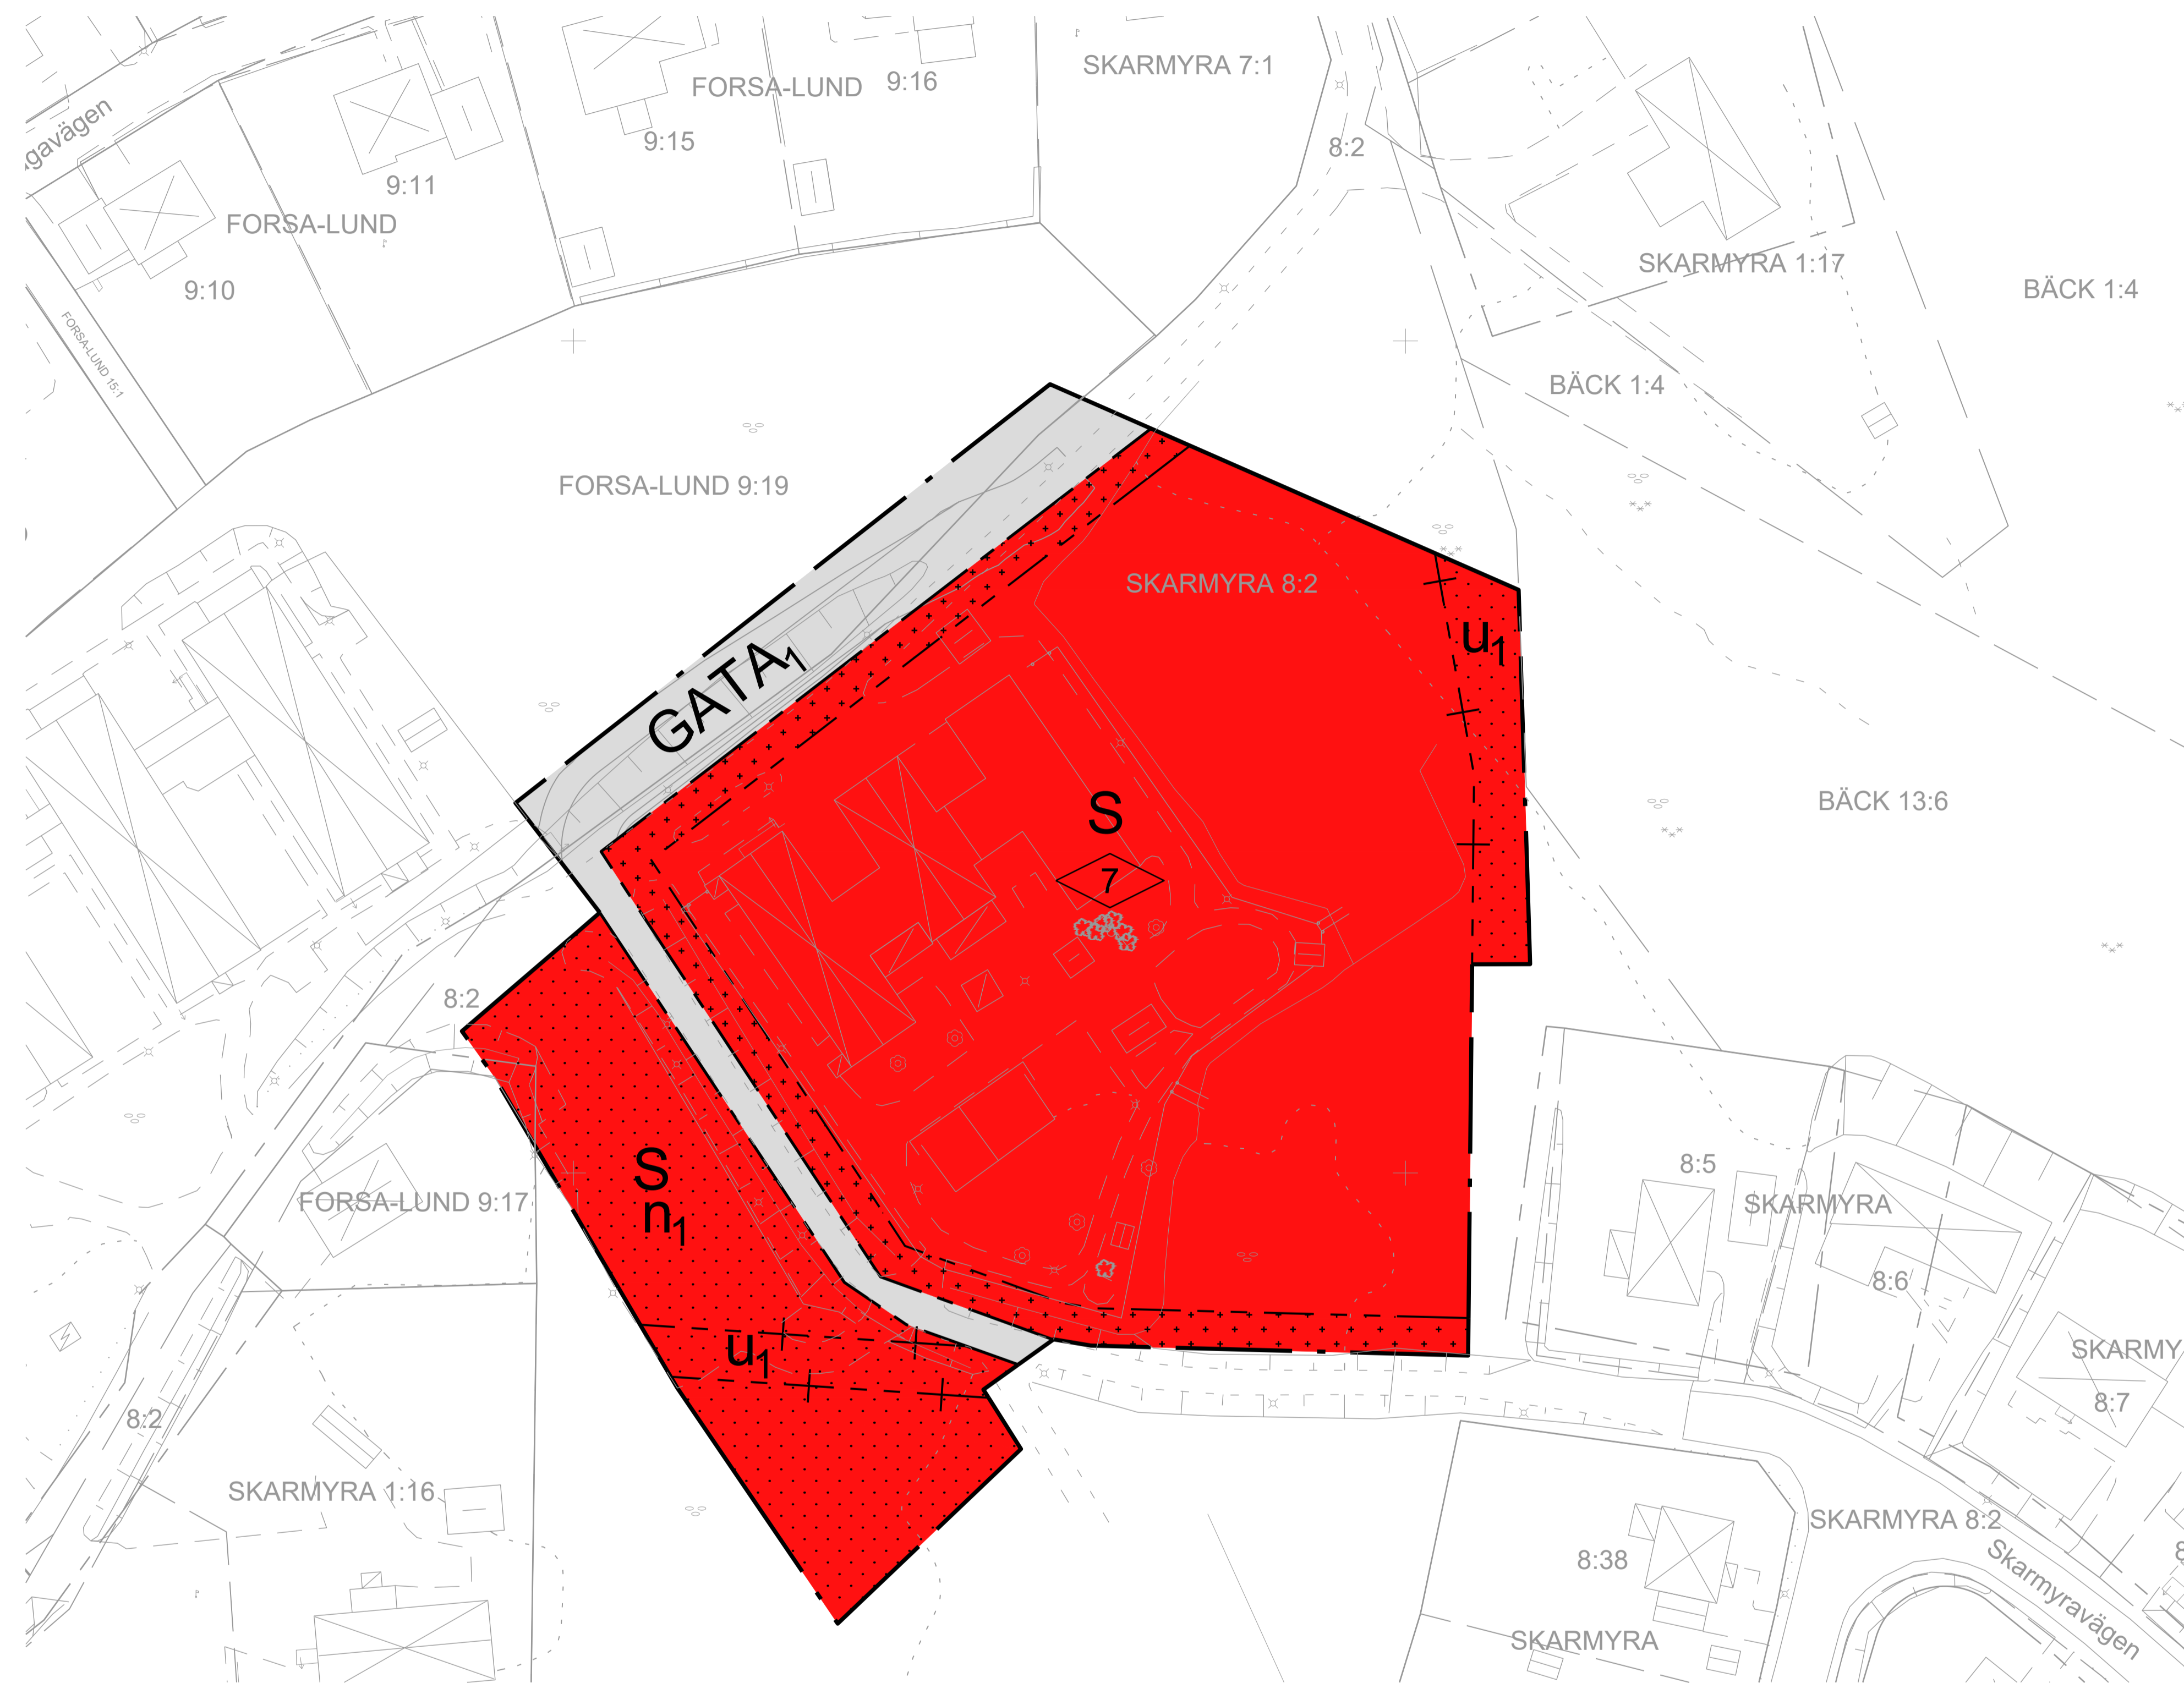 SKARMYRA 7:1
FORSA-LUND
9:16
9:15
8:2
9:11
FORSA-LUND
9:10
SKARMYRA 1:17
BÄCK 1:4
FORSA-LUND 15:1
BÄCK 1:4
FORSA-LUND 9:19
SKARMYRA 8:2
u1
GATA1
S
7
BÄCK 13:6
8:2
S
n1
FORSA-LUND 9:17
8:5
SKARMYRA
8:6
u1
8:7
8:2
SKARMYRA 1:16
SKARMYRA 8:2
8:38
Skarmyravägen
SKARMYRA